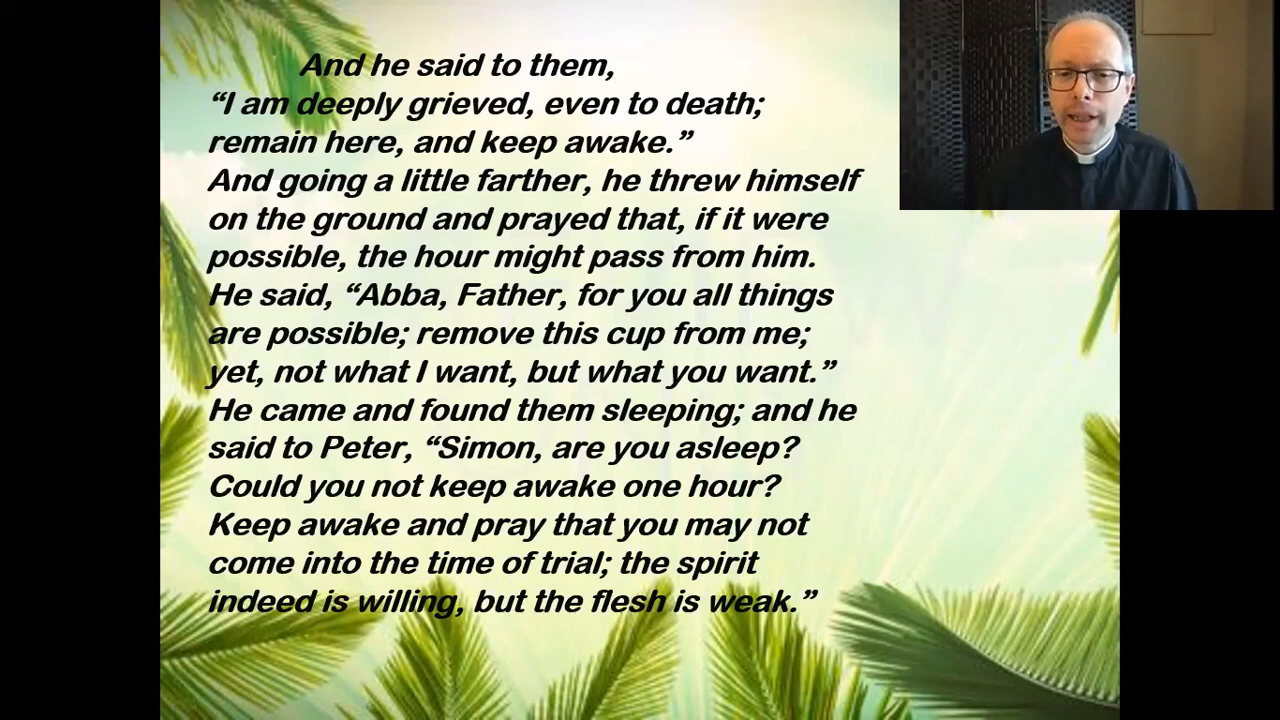 And he said to them,
“I am deeply grieved, even to death;
remain here, and keep awake.”
And going a little farther, he threw himself
on the ground and prayed that, if it were
possible, the hour might pass from him.
He said, “Abba, Father, for you all things
are possible; remove this cup from me;
yet, not what I want, but what you want.”
He came and found them sleeping; and he
said to Peter, “Simon, are you asleep?
Could you not keep awake one hour?
Keep awake and pray that you may not
come into the time of trial; the spirit
indeed is willing, but the flesh is weak.”